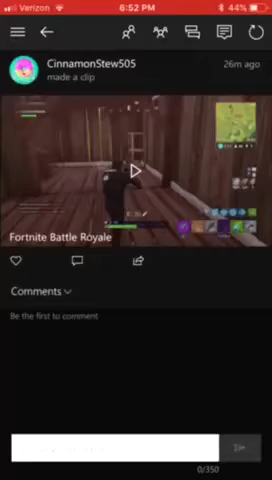 Verizon 6:52 PM 44%
CinnamonStew505 26m ago
made a clip
Fortnite Battle Royale
Comments
Be the first to comment
0/350